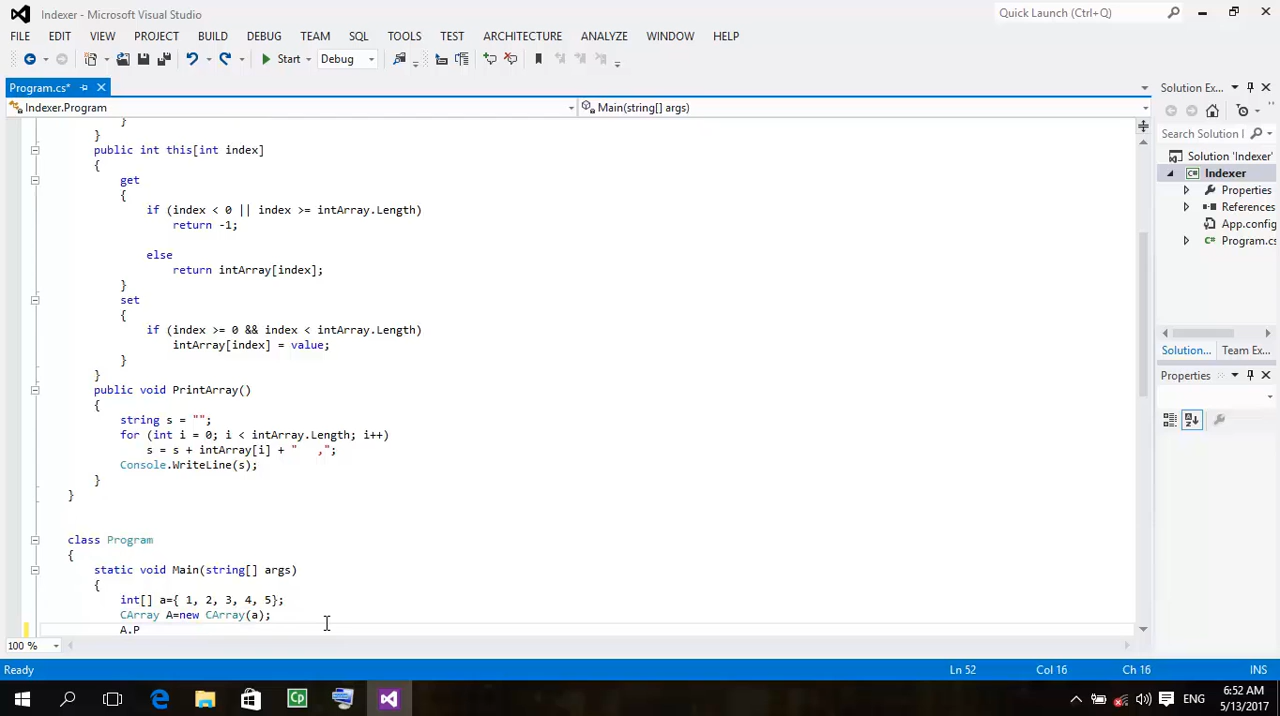 Indexer - Microsoft Visual Studio
Quick Launch (Ctrl+Q)
FILE EDIT VIEW PROJECT BUILD DEBUG TEAM SQL TOOLS TEST ARCHITECTURE ANALYZE WINDOW HELP
Start Debug
Program.cs*
Solution Ex...
Indexer.Program
Main(string[] args)
}
}
public int this[int index]
{
get
{
if (index < 0 || index >= intArray.Length)
return -1;
else
return intArray[index];
}
set
{
if (index >= 0 && index < intArray.Length)
intArray[index] = value;
}
}
public void PrintArray()
{
string s = "";
for (int i = 0; i < intArray.Length; i++)
s = s + intArray[i] + "   ,";
Console.WriteLine(s);
}
}
class Program
{
static void Main(string[] args)
{
int[] a={ 1, 2, 3, 4, 5};
CArray A=new CArray(a);
A.P
100 %
Search Solution I
Solution 'Indexer'
Indexer
Properties
References
App.config
Program.cs
Solution... Team Ex...
Properties
Ready
Ln 52 Col 16 Ch 16 INS
Cp
ENG
6:52 AM
5/13/2017